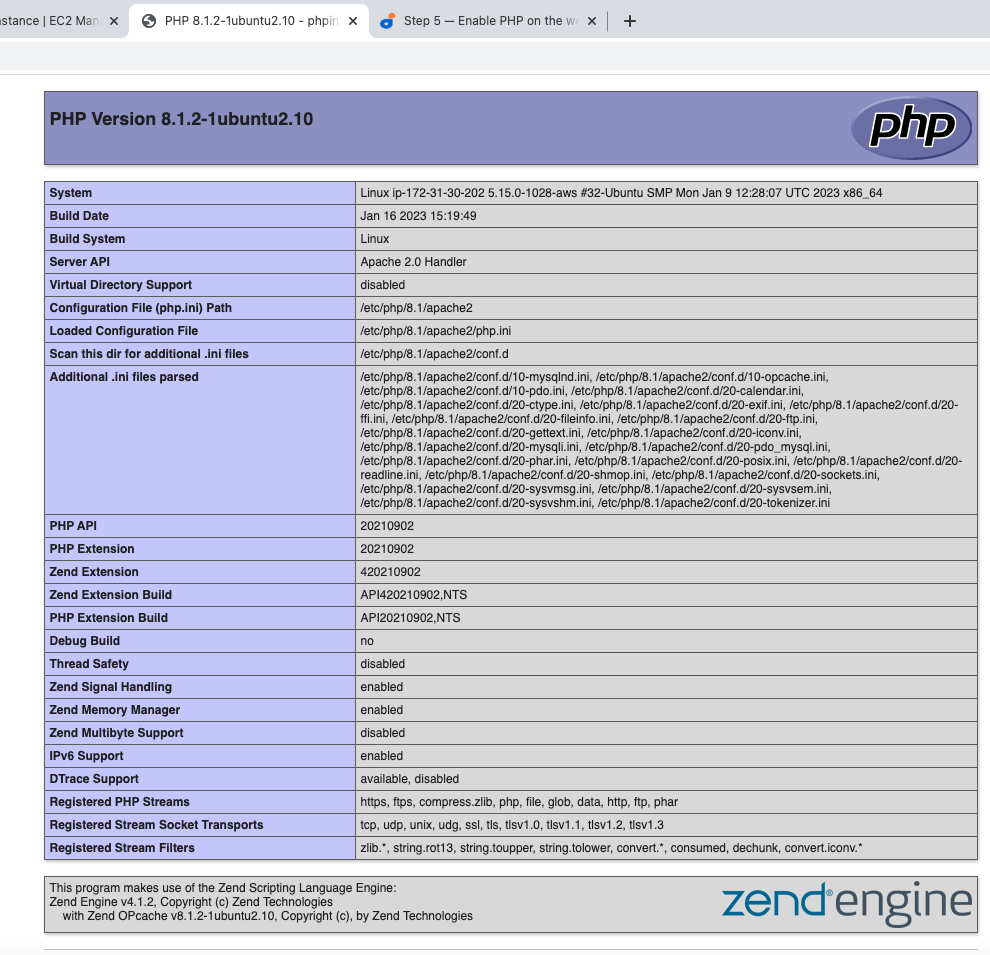 stance | EC2 Man
PHP 8.1.2-1ubuntu2.10 - phpin
Step 5 — Enable PHP on the we
PHP Version 8.1.2-1ubuntu2.10
php
System Linux ip-172-31-30-202 5.15.0-1028-aws #32-Ubuntu SMP Mon Jan 9 12:28:07 UTC 2023 x86_64
Build Date Jan 16 2023 15:19:49
Build System Linux
Server API Apache 2.0 Handler
Virtual Directory Support disabled
Configuration File (php.ini) Path /etc/php/8.1/apache2
Loaded Configuration File /etc/php/8.1/apache2/php.ini
Scan this dir for additional .ini files /etc/php/8.1/apache2/conf.d
Additional .ini files parsed /etc/php/8.1/apache2/conf.d/10-mysqlnd.ini, /etc/php/8.1/apache2/conf.d/10-opcache.ini,
/etc/php/8.1/apache2/conf.d/10-pdo.ini, /etc/php/8.1/apache2/conf.d/20-calendar.ini,
/etc/php/8.1/apache2/conf.d/20-ctype.ini, /etc/php/8.1/apache2/conf.d/20-exif.ini, /etc/php/8.1/apache2/conf.d/20-
ffi.ini, /etc/php/8.1/apache2/conf.d/20-fileinfo.ini, /etc/php/8.1/apache2/conf.d/20-ftp.ini,
/etc/php/8.1/apache2/conf.d/20-gettext.ini, /etc/php/8.1/apache2/conf.d/20-iconv.ini,
/etc/php/8.1/apache2/conf.d/20-mysqli.ini, /etc/php/8.1/apache2/conf.d/20-pdo_mysql.ini,
/etc/php/8.1/apache2/conf.d/20-phar.ini, /etc/php/8.1/apache2/conf.d/20-posix.ini, /etc/php/8.1/apache2/conf.d/20-
readline.ini, /etc/php/8.1/apache2/conf.d/20-shmop.ini, /etc/php/8.1/apache2/conf.d/20-sockets.ini,
/etc/php/8.1/apache2/conf.d/20-sysvmsg.ini, /etc/php/8.1/apache2/conf.d/20-sysvsem.ini,
/etc/php/8.1/apache2/conf.d/20-sysvshm.ini, /etc/php/8.1/apache2/conf.d/20-tokenizer.ini
PHP API 20210902
PHP Extension 20210902
Zend Extension 420210902
Zend Extension Build API420210902,NTS
PHP Extension Build API20210902,NTS
Debug Build no
Thread Safety disabled
Zend Signal Handling enabled
Zend Memory Manager enabled
Zend Multibyte Support disabled
IPv6 Support enabled
DTrace Support available, disabled
Registered PHP Streams https, ftps, compress.zlib, php, file, glob, data, http, ftp, phar
Registered Stream Socket Transports tcp, udp, unix, udg, ssl, tls, tlsv1.0, tlsv1.1, tlsv1.2, tlsv1.3
Registered Stream Filters zlib.*, string.rot13, string.toupper, string.tolower, convert.*, consumed, dechunk, convert.iconv.*
This program makes use of the Zend Scripting Language Engine:
Zend Engine v4.1.2, Copyright (c) Zend Technologies
with Zend OPcache v8.1.2-1ubuntu2.10, Copyright (c), by Zend Technologies
zend® engine